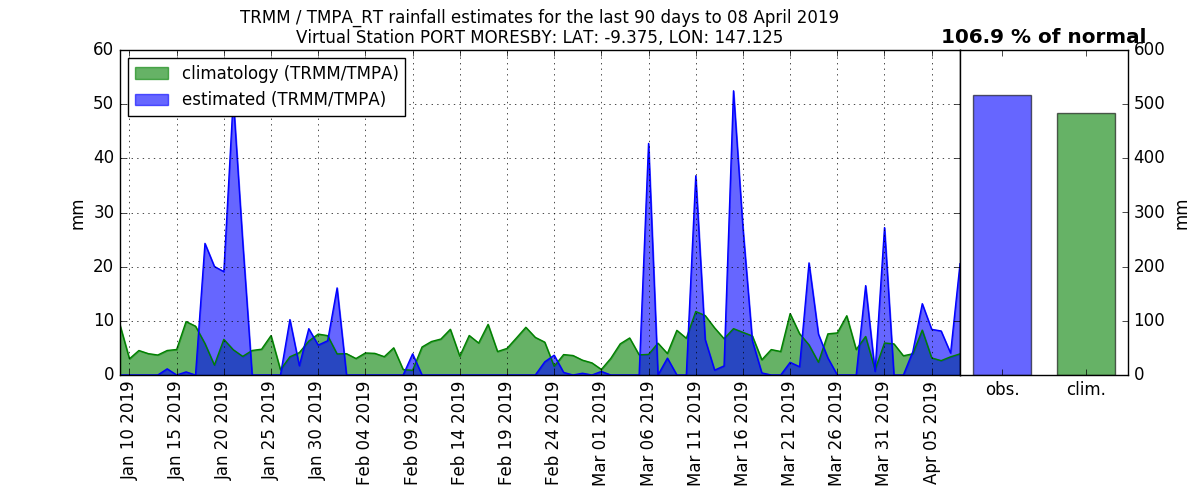 TRMM / TMPA_RT rainfall estimates for the last 90 days to 08 April 2019
Virtual Station PORT MORESBY: LAT: -9.375, LON: 147.125
106.9 % of normal
climatology (TRMM/TMPA)
estimated (TRMM/TMPA)
60
50
40
30
20
10
0
mm
Jan 10 2019
Jan 15 2019
Jan 20 2019
Jan 25 2019
Jan 30 2019
Feb 04 2019
Feb 09 2019
Feb 14 2019
Feb 19 2019
Feb 24 2019
Mar 01 2019
Mar 06 2019
Mar 11 2019
Mar 16 2019
Mar 21 2019
Mar 26 2019
Mar 31 2019
Apr 05 2019
obs.
clim.
600
500
400
300
200
100
0
mm